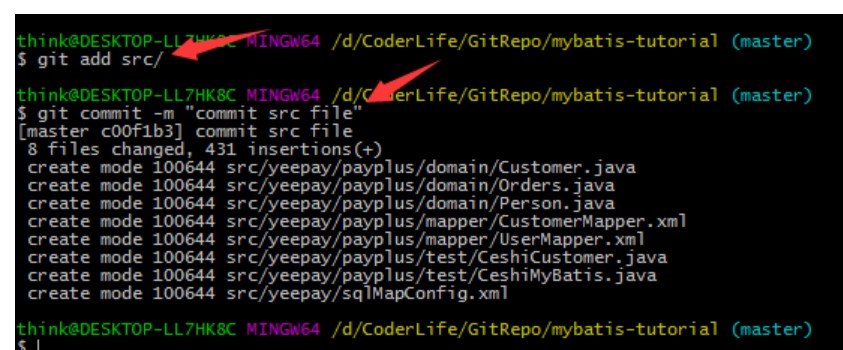 think@DESKTOP-LL7HK8C MINGW64 /d/CoderLife/GitRepo/mybatis-tutorial (master)
$ git add src/
think@DESKTOP-LL7HK8C MINGW64 /d/CoderLife/GitRepo/mybatis-tutorial (master)
$ git commit -m "commit src file"
[master c00f1b3] commit src file
8 files changed, 431 insertions(+)
create mode 100644 src/yeepay/payplus/domain/Customer.java
create mode 100644 src/yeepay/payplus/domain/Orders.java
create mode 100644 src/yeepay/payplus/domain/Person.java
create mode 100644 src/yeepay/payplus/mapper/CustomerMapper.xml
create mode 100644 src/yeepay/payplus/mapper/UserMapper.xml
create mode 100644 src/yeepay/payplus/test/CeshiCustomer.java
create mode 100644 src/yeepay/payplus/test/CeshiMyBatis.java
create mode 100644 src/yeepay/sqlMapConfig.xml
think@DESKTOP-LL7HK8C MINGW64 /d/CoderLife/GitRepo/mybatis-tutorial (master)
$